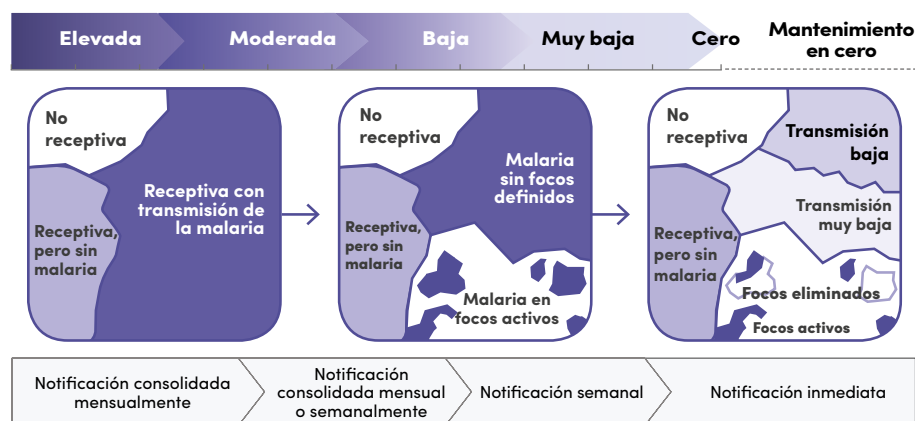 Elevada
Moderada
Baja
Muy baja
Cero
Mantenimiento
en cero
No
receptiva
Receptiva con
transmisión de
la malaria
Receptiva,
pero sin
malaria
No
receptiva
Malaria
sin focos
definidos
Receptiva,
pero sin
malaria
Malaria en
focos activos
No
receptiva
Transmisión
baja
Transmisión
muy baja
Receptiva,
pero sin
malaria
Focos eliminados
Focos activos
Notificación consolidada
mensualmente
Notificación
consolidada mensual
o semanalmente
Notificación semanal
Notificación inmediata